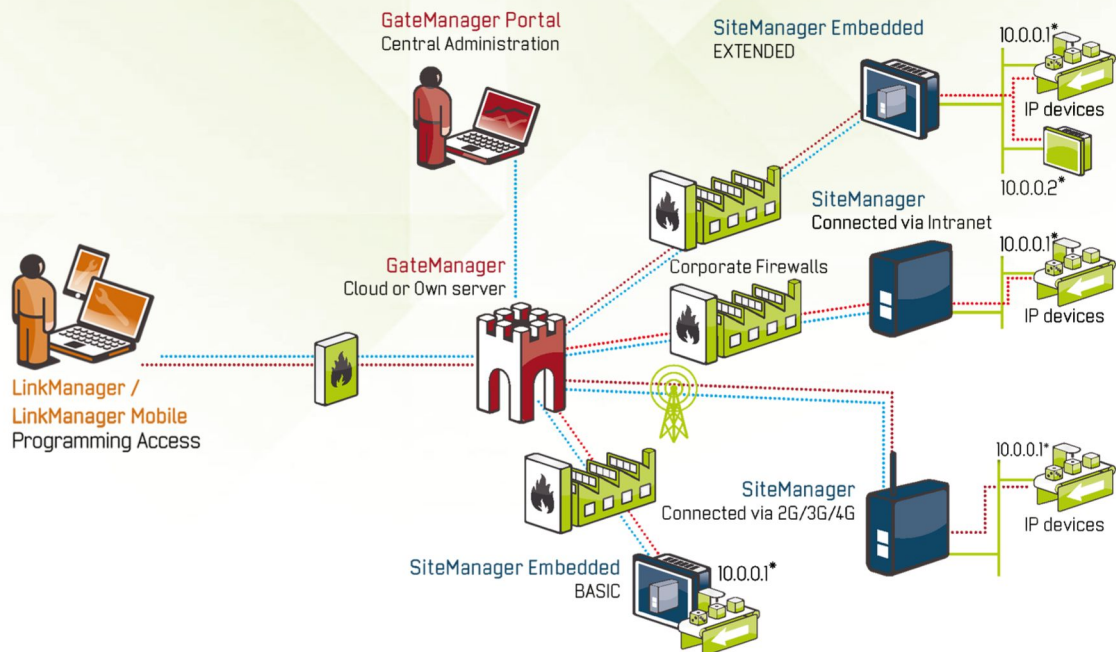 GateManager Portal
Central Administration
SiteManager Embedded
EXTENDED
10.0.0.1*
IP devices
10.0.0.2*
SiteManager
Connected via Intranet
10.0.0.1*
IP devices
GateManager
Cloud or Own server
Corporate Firewalls
LinkManager /
LinkManager Mobile
Programming Access
SiteManager
Connected via 2G/3G/4G
10.0.0.1*
IP devices
SiteManager Embedded
BASIC
10.0.0.1*